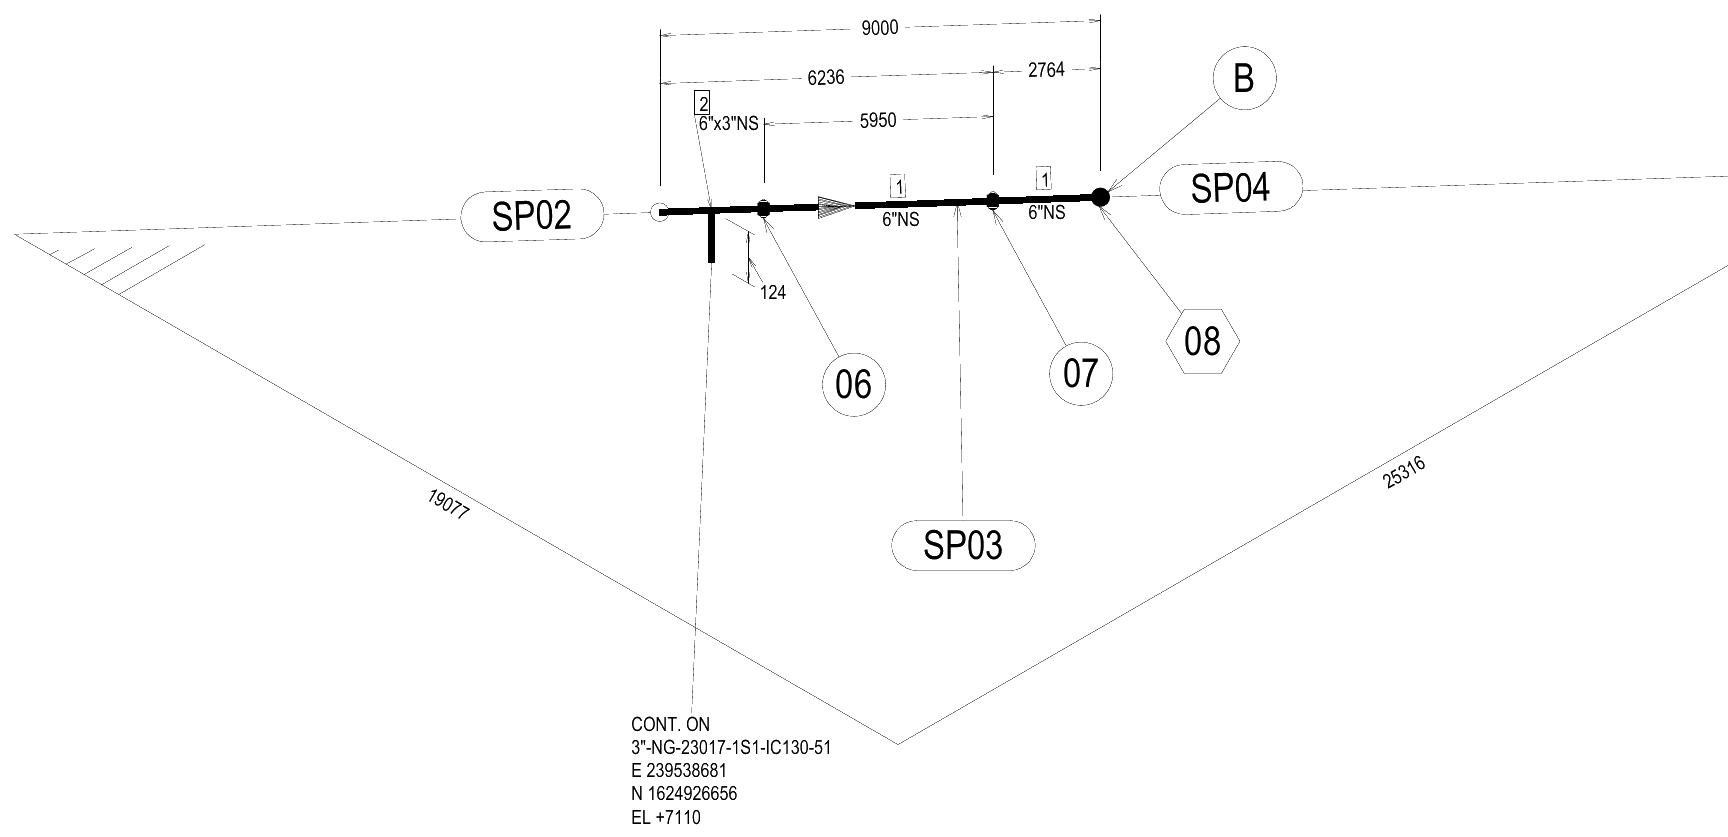 9000
6236
2764
B
2
6"x3"NS
5950
1
1
SP04
SP02
6"NS
6"NS
124
08
07
06
25316
19077
SP03
CONT. ON
3"-NG-23017-1S1-IC130-51
E 239538681
N 1624926656
EL +7110